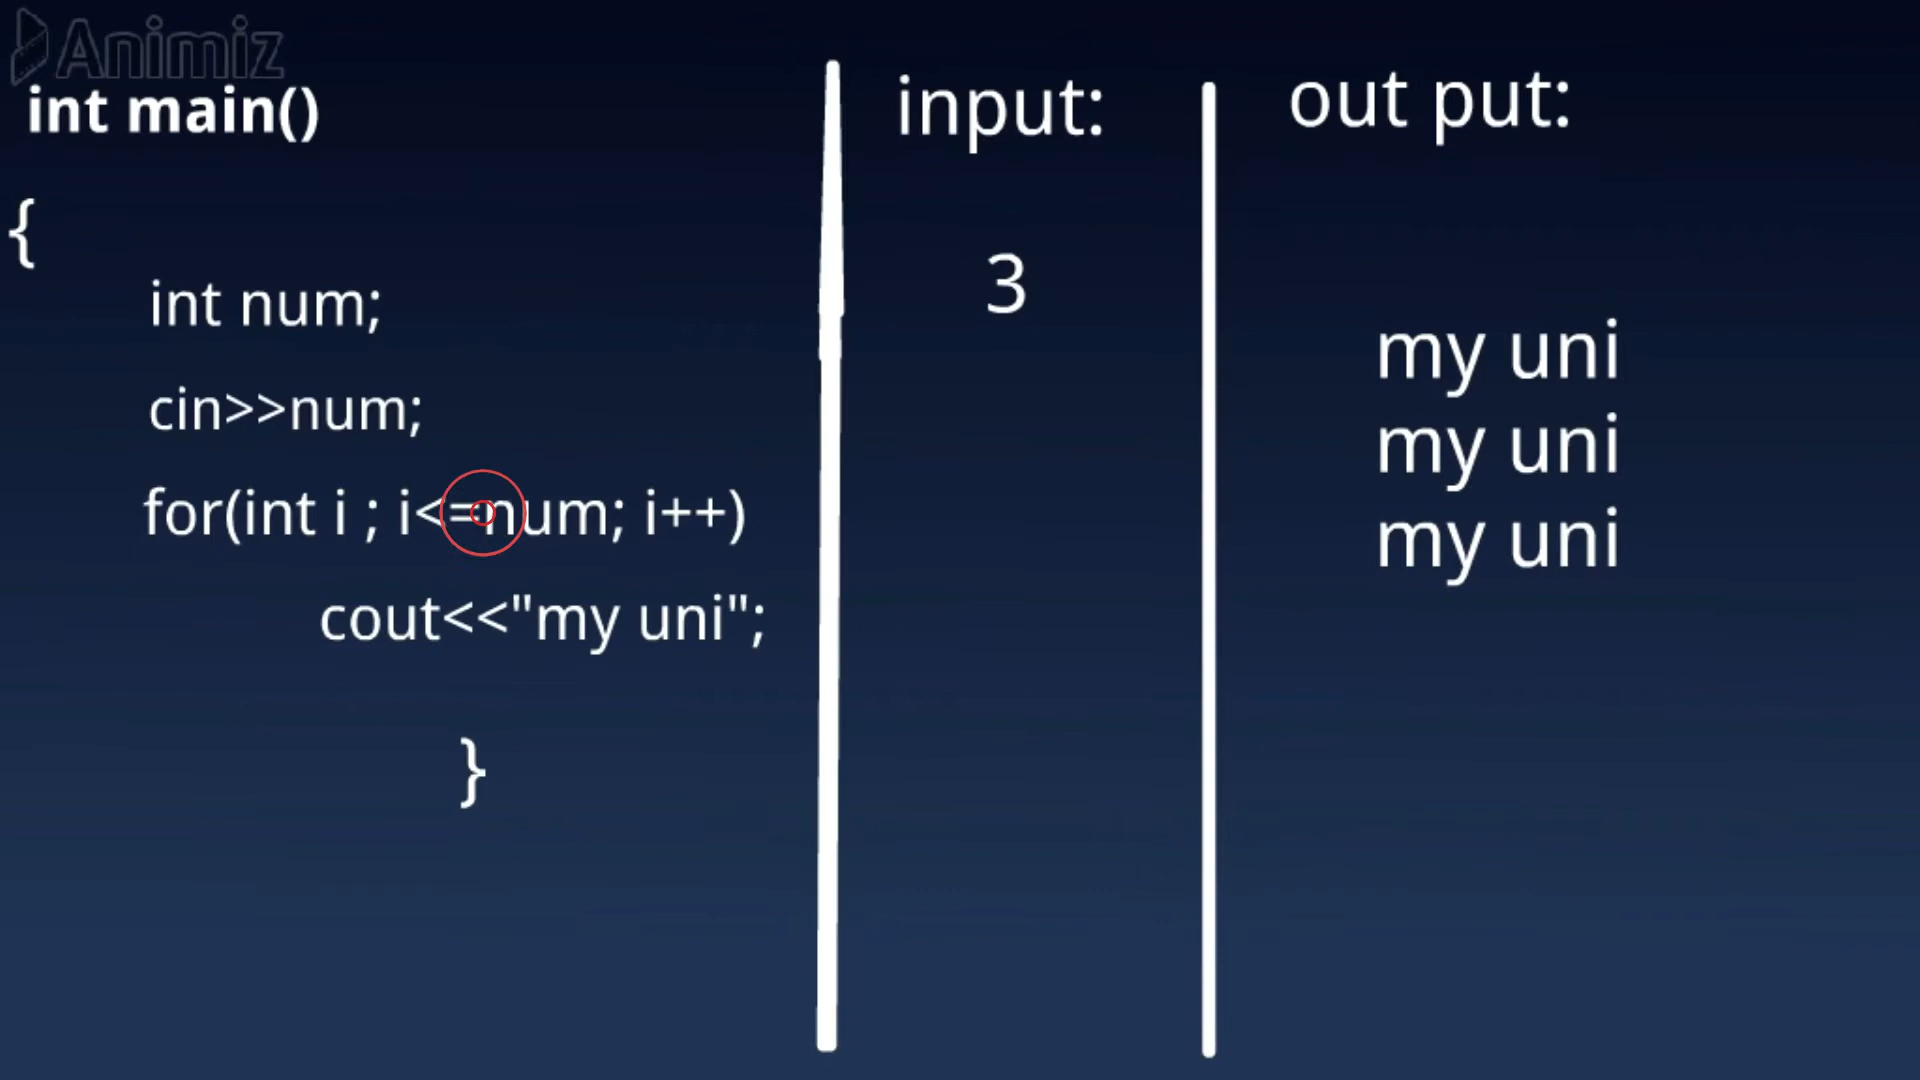 Animiz
int main()
{
int num;
cin>>num;
for(int i ; i<=num; i++)
cout<<"my uni";
}
input:
3
out put:
my uni
my uni
my uni